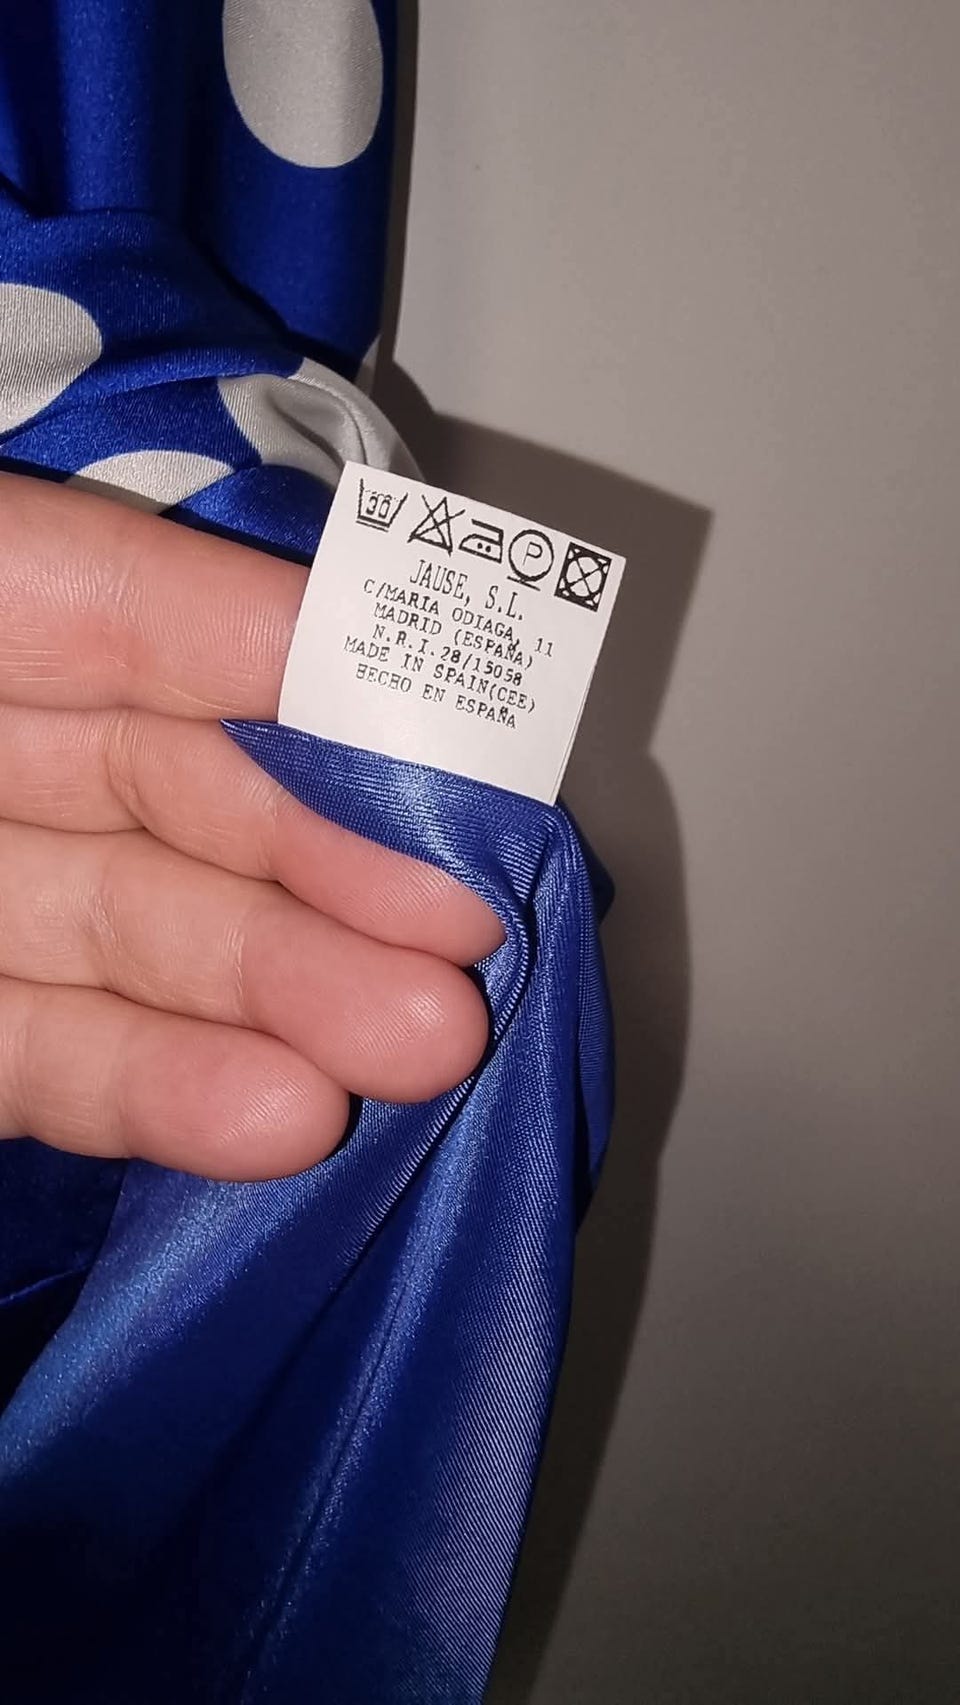 30
P
JAUSE, S.L.
C/MARIA ODIAGA, 11
MADRID (ESPAÑA)
N.R.I.28/15058
MADE IN SPAIN(CEE)
HECHO EN ESPAÑA